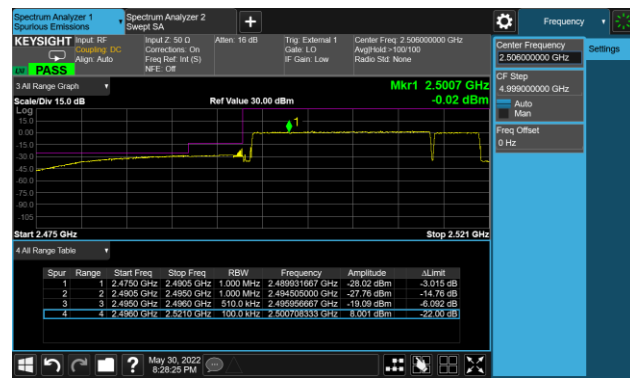 Spectrum Analyzer 1
Spurious Emissions
Spectrum Analyzer 2
Swept SA
Frequency
KEYSIGHT
Input: RF
Coupling: DC
Align: Auto
LW PASS
Input Z: 50 Ω
Corrections: On
Freq Ref: Int (S)
NFE: Off
Atten: 16 dB
Trig: External 1
Gate: LO
IF Gain: Low
Center Freq: 2.506000000 GHz
Avg|Hold:>100/100
Radio Std: None
Center Frequency
2.506000000 GHz
Settings
CF Step
4.999000000 GHz
Auto
Man
Freq Offset
0 Hz
3 All Range Graph
Mkr1 2.5007 GHz
-0.02 dBm
Scale/Div 15.0 dB
Ref Value 30.00 dBm
Log
15.0
0.00
-15.0
-30.0
-45.0
-60.0
-75.0
-90.0
-105
1
Start 2.475 GHz
Stop 2.521 GHz
4 All Range Table
Spur Range Start Freq Stop Freq RBW Frequency Amplitude ΔLimit
1 1 2.4750 GHz 2.4905 GHz 1.000 MHz 2.489931667 GHz -28.02 dBm -3.015 dB
2 2 2.4905 GHz 2.4950 GHz 1.000 MHz 2.494505000 GHz -27.76 dBm -14.76 dB
3 3 2.4950 GHz 2.4960 GHz 510.0 kHz 2.495956667 GHz -19.09 dBm -6.092 dB
4 4 2.4960 GHz 2.5210 GHz 100.0 kHz 2.500708333 GHz 8.001 dBm -22.00 dB
May 30, 2022
8:28:25 PM